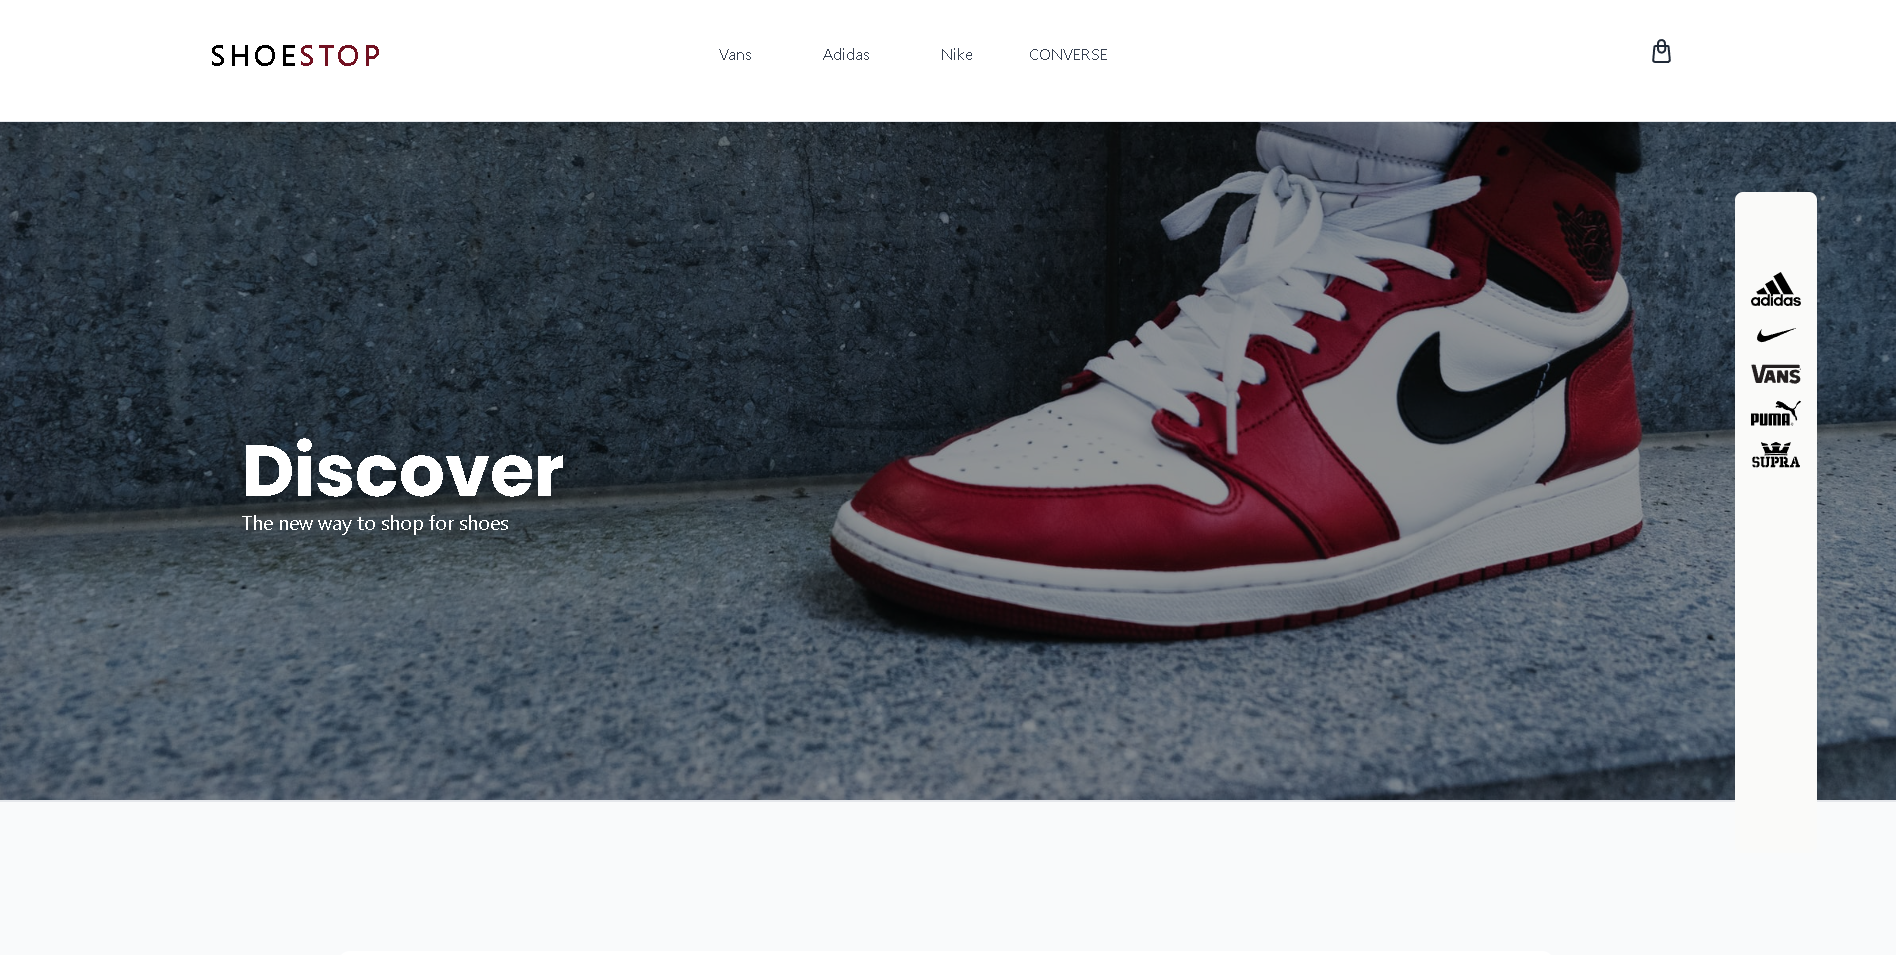 SHOESTOP
Vans Adidas Nike CONVERSE
Discover
The new way to shop for shoes
adidas
VANS
PUMA
SUPRA